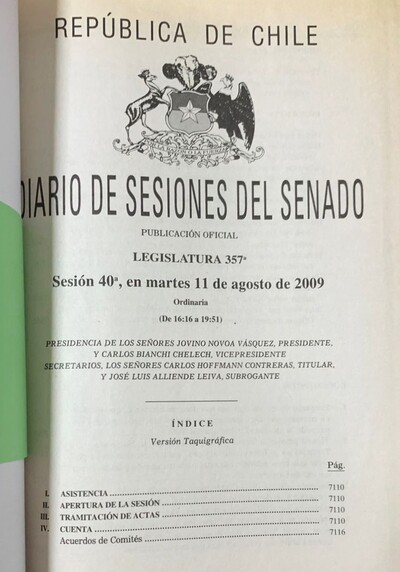 REPÚBLICA DE CHILE
DIARIO DE SESIONES DEL SENADO
PUBLICACIÓN OFICIAL
LEGISLATURA 357ª
Sesión 40ª, en martes 11 de agosto de 2009
Ordinaria
(De 16:16 a 19:51)
PRESIDENCIA DE LOS SEÑORES JOVINO NOVOA VÁSQUEZ, PRESIDENTE,
Y CARLOS BIANCHI CHELECH, VICEPRESIDENTE
SECRETARIOS, LOS SEÑORES CARLOS HOFFMANN CONTRERAS, TITULAR,
Y JOSÉ LUIS ALLIENDE LEIVA, SUBROGANTE
ÍNDICE
Versión Taquigráfica
Pág.
I. ASISTENCIA 7110
II. APERTURA DE LA SESIÓN 7110
III. TRAMITACIÓN DE ACTAS 7110
IV. CUENTA 7110
Acuerdos de Comités 7116